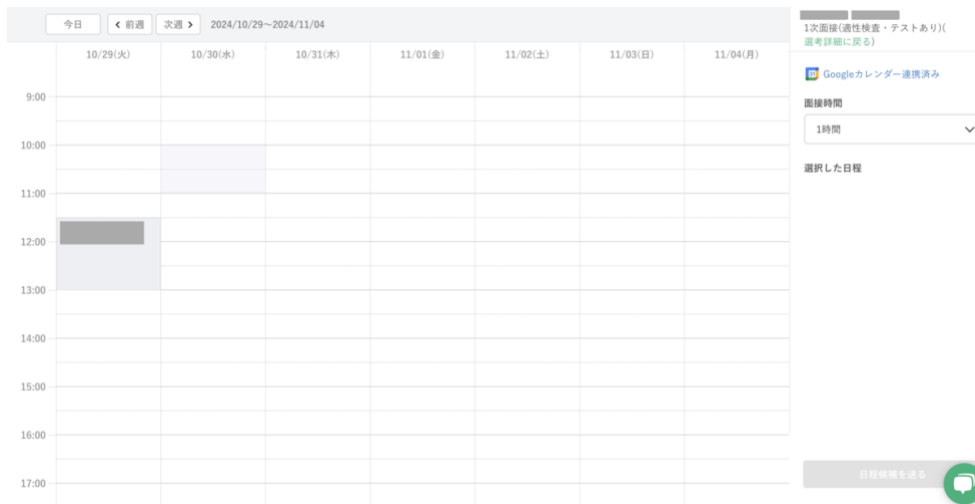 今日
前週
次週
2024/10/29～2024/11/04
10/29(火)
10/30(水)
10/31(木)
11/01(金)
11/02(土)
11/03(日)
11/04(月)
9:00
10:00
11:00
12:00
13:00
14:00
15:00
16:00
17:00
1次面接(適性検査・テストあり)(
選考詳細に戻る)
Googleカレンダー連携済み
面接時間
1時間
選択した日程
日程候補を送る